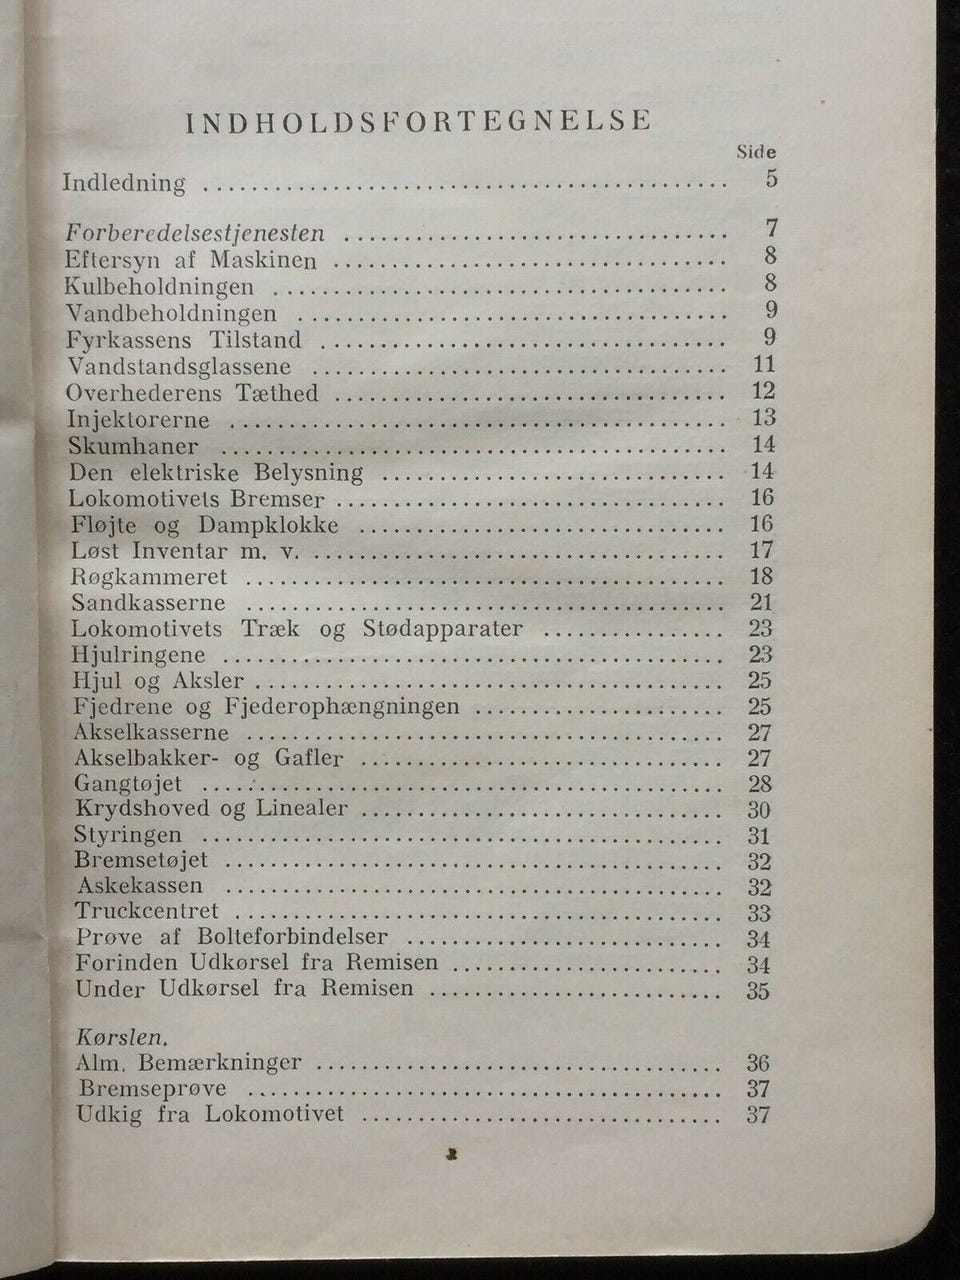 INDHOLDSFORTEGNELSE
Side
Indledning ........................................... 5
Forberedelsestjenesten ................................. 7
Eftersyn af Maskinen .................................. 8
Kulbeholdningen ....................................... 8
Vandbeholdningen ..................................... 9
Fyrkassens Tilstand ................................... 9
Vandstandsglassene .................................... 11
Overhederens Tæthed .................................. 12
Injektorerne .......................................... 13
Skumhaner ........................................... 14
Den elektriske Belysning .............................. 14
Lokomotivets Bremser .................................. 16
Fløjte og Dampklokke ................................. 16
Løst Inventar m. v. .................................... 17
Røgkammeret ......................................... 18
Sandkasserne ......................................... 21
Lokomotivets Træk og Stødapparater ................ 23
Hjulringene ........................................... 23
Hjul og Aksler ........................................ 25
Fjedrene og Fjederophængningen ...................... 25
Akselkasserne ......................................... 27
Akselbakker- og Gafler ................................ 27
Gangtøjet ............................................. 28
Krydshoved og Linealer ................................ 30
Styringen ............................................. 31
Bremsetøjet ........................................... 32
Askekassen ........................................... 32
Truckcentret .......................................... 33
Prøve af Bolteforbindelser ............................ 34
Forinden Udkørsel fra Remisen ........................ 34
Under Udkørsel fra Remisen .......................... 35
Kørslen.
Alm. Bemærkninger .................................... 36
Bremseprøve .......................................... 37
Udkig fra Lokomotivet ................................ 37